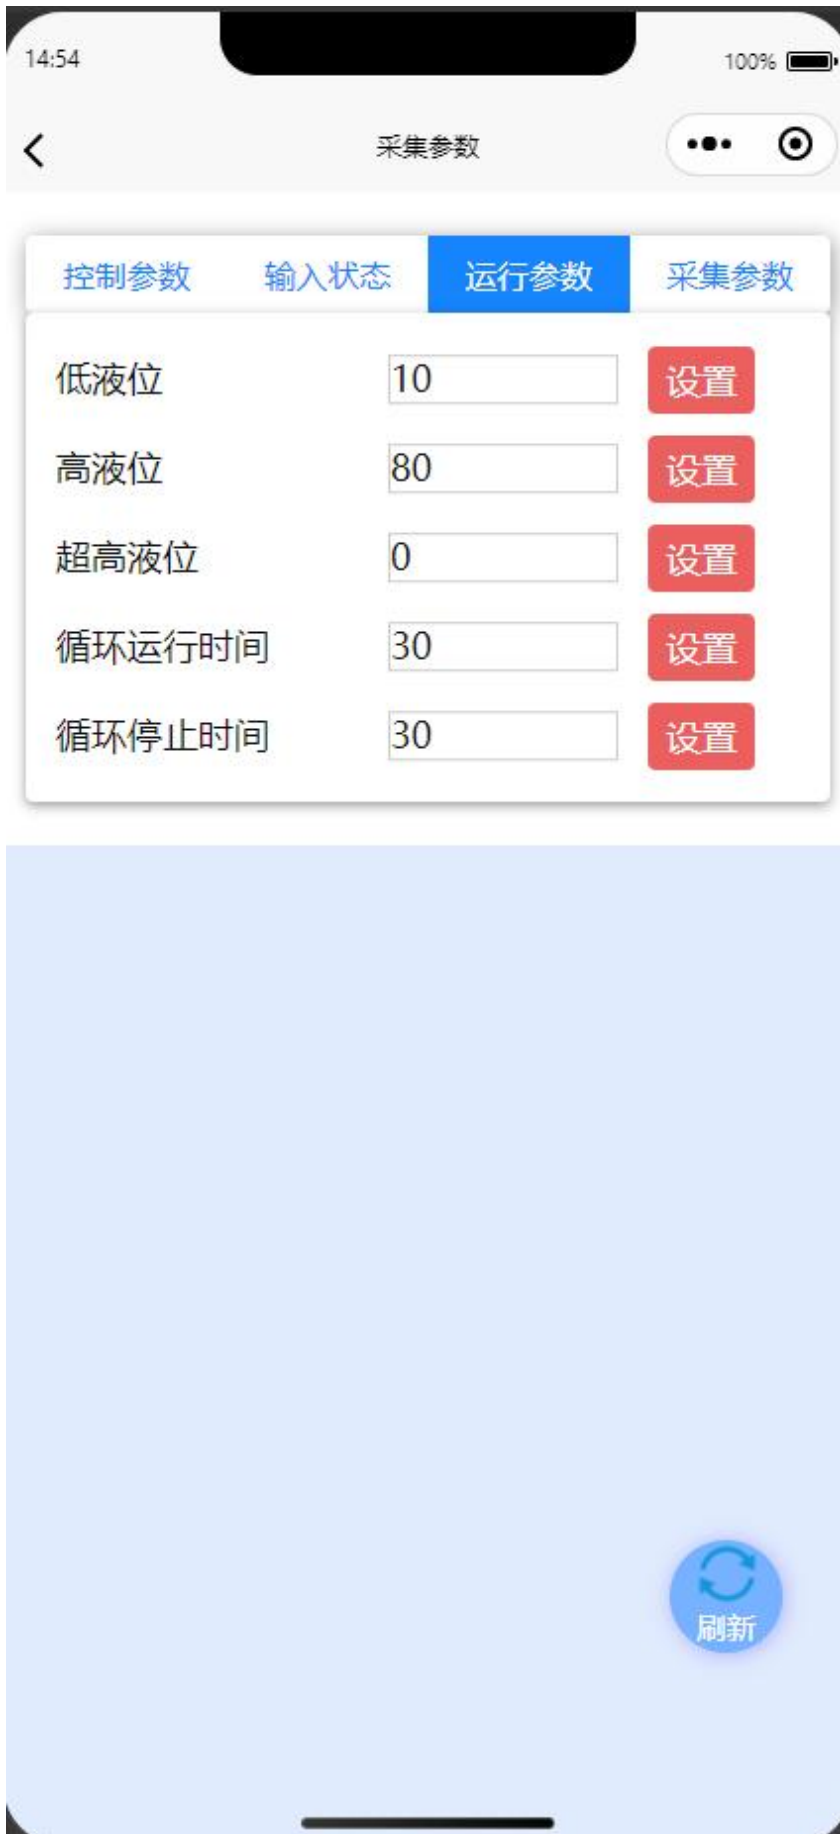 14:54 100%
采集参数
控制参数 输入状态 运行参数 采集参数
低液位 10 设置
高液位 80 设置
超高液位 0 设置
循环运行时间 30 设置
循环停止时间 30 设置
刷新